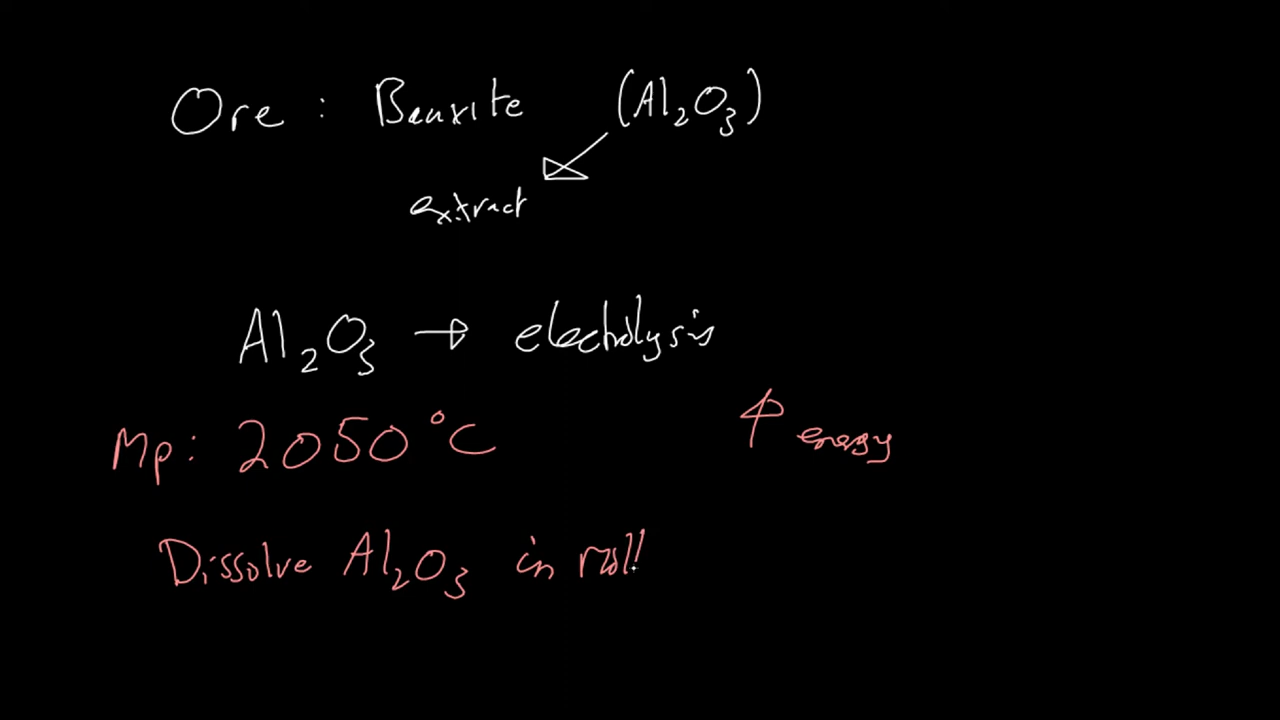 Ore : Bauxite (Al₂O₃)
extract
Al₂O₃ → electrolysis
Mp: 2050°C ↑ energy
Dissolve Al₂O₃ in